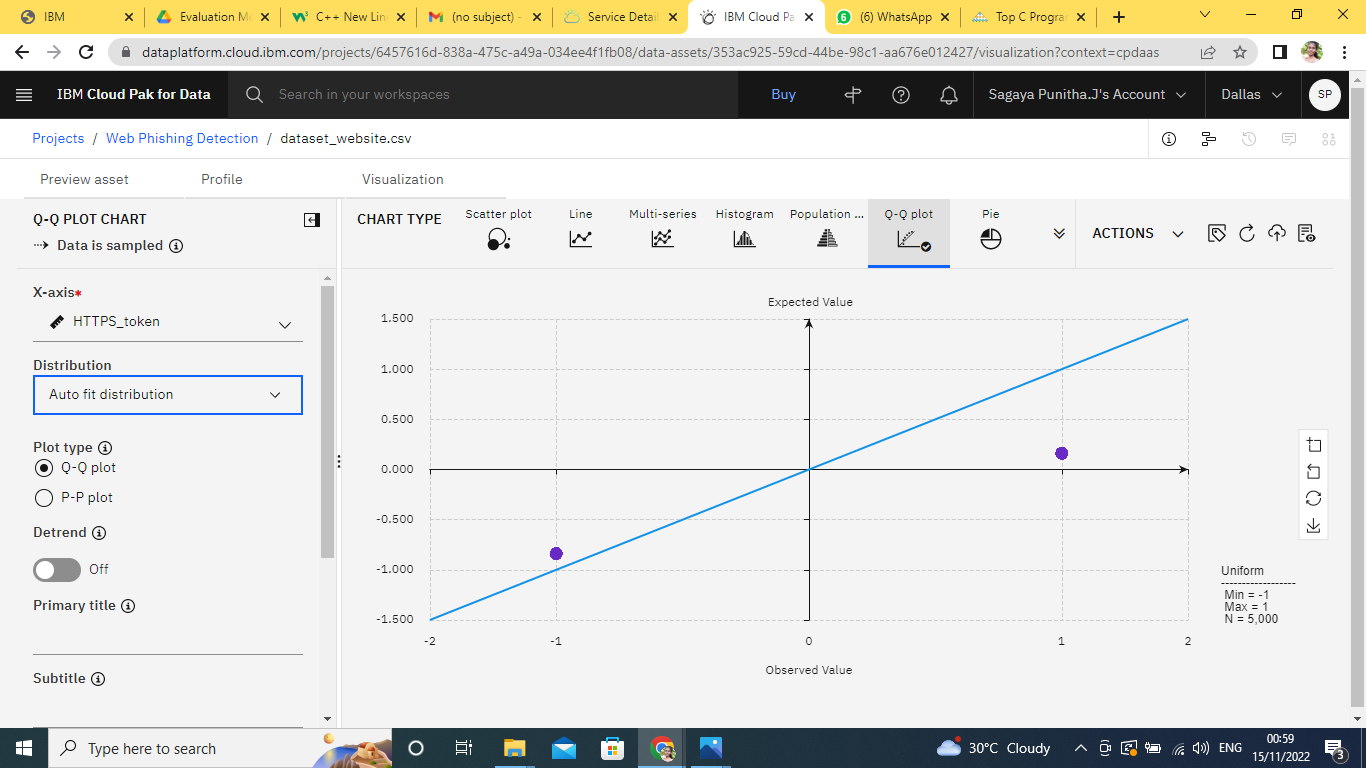 IBM
Evaluation M
C++ New Lin
(no subject) -
Service Detai
IBM Cloud Pa
(6) WhatsApp
Top C Progra
dataplatform.cloud.ibm.com/projects/6457616d-838a-475c-a49a-034ee4f1fb08/data-assets/353ac925-59cd-44be-98c1-aa676e012427/visualization?context=cpdaas
IBM Cloud Pak for Data
Search in your workspaces
Buy
Sagaya Punitha.J's Account
Dallas
SP
Projects / Web Phishing Detection / dataset_website.csv
Preview asset
Profile
Visualization
Q-Q PLOT CHART
Data is sampled
X-axis*
HTTPS_token
Distribution
Auto fit distribution
Plot type
Q-Q plot
P-P plot
Detrend
Off
Primary title
Subtitle
CHART TYPE
Scatter plot
Line
Multi-series
Histogram
Population ...
Q-Q plot
Pie
ACTIONS
Expected Value
1.500
1.000
0.500
0.000
-0.500
-1.000
-1.500
-2
-1
0
1
2
Observed Value
Uniform
------------------
Min = -1
Max = 1
N = 5,000
Type here to search
30°C Cloudy
ENG
00:59
15/11/2022
3